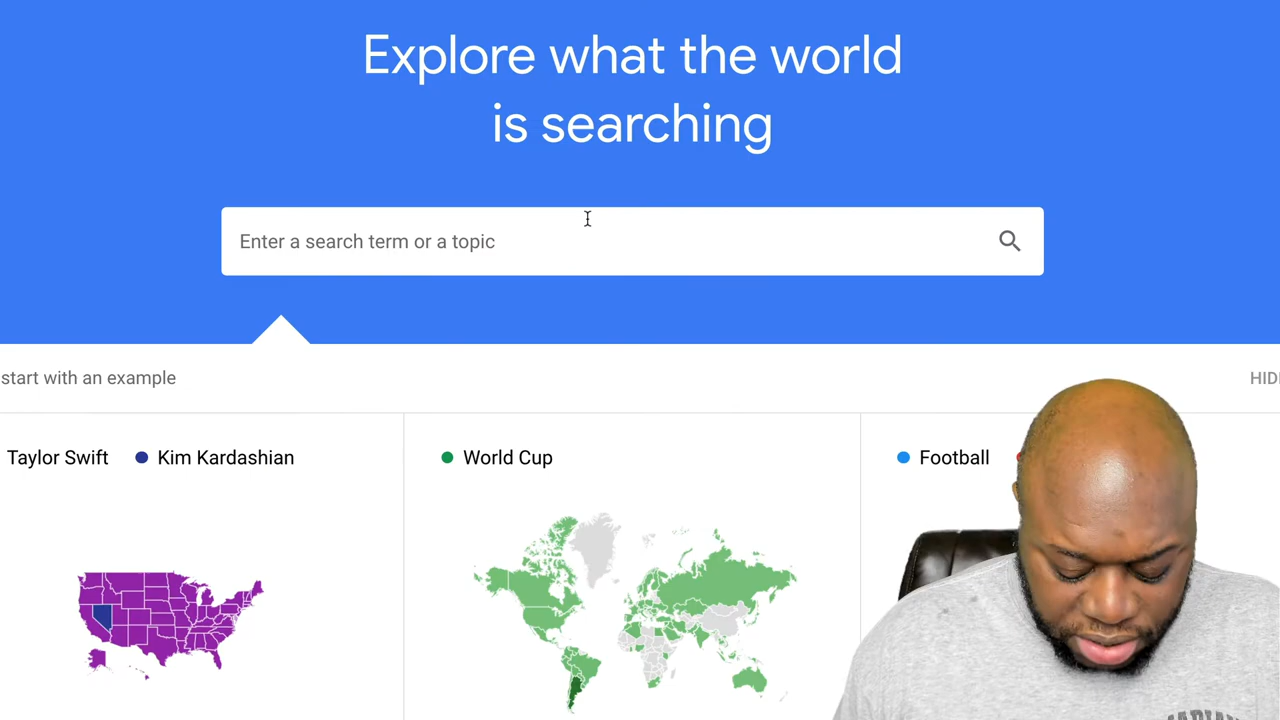 Explore what the world
is searching
Enter a search term or a topic
start with an example
Taylor Swift
Kim Kardashian
World Cup
Football